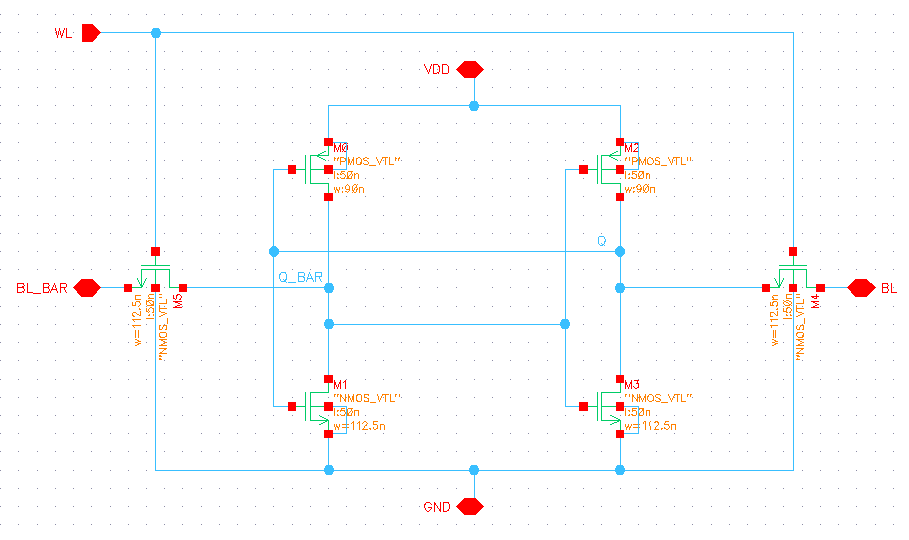 WL
VDD
M0
"PMOS_VTL"
l:50n
w:90n
M2
"PMOS_VTL"
l:50n
w:90n
Q
Q_BAR
BL_BAR
M5
w=112.5n
l:50n
"NMOS_VTL"
M4
w=112.5n
l:50n
"NMOS_VTL"
BL
M1
"NMOS_VTL"
l:50n
w=112.5n
M3
"NMOS_VTL"
l:50n
w=112.5n
GND